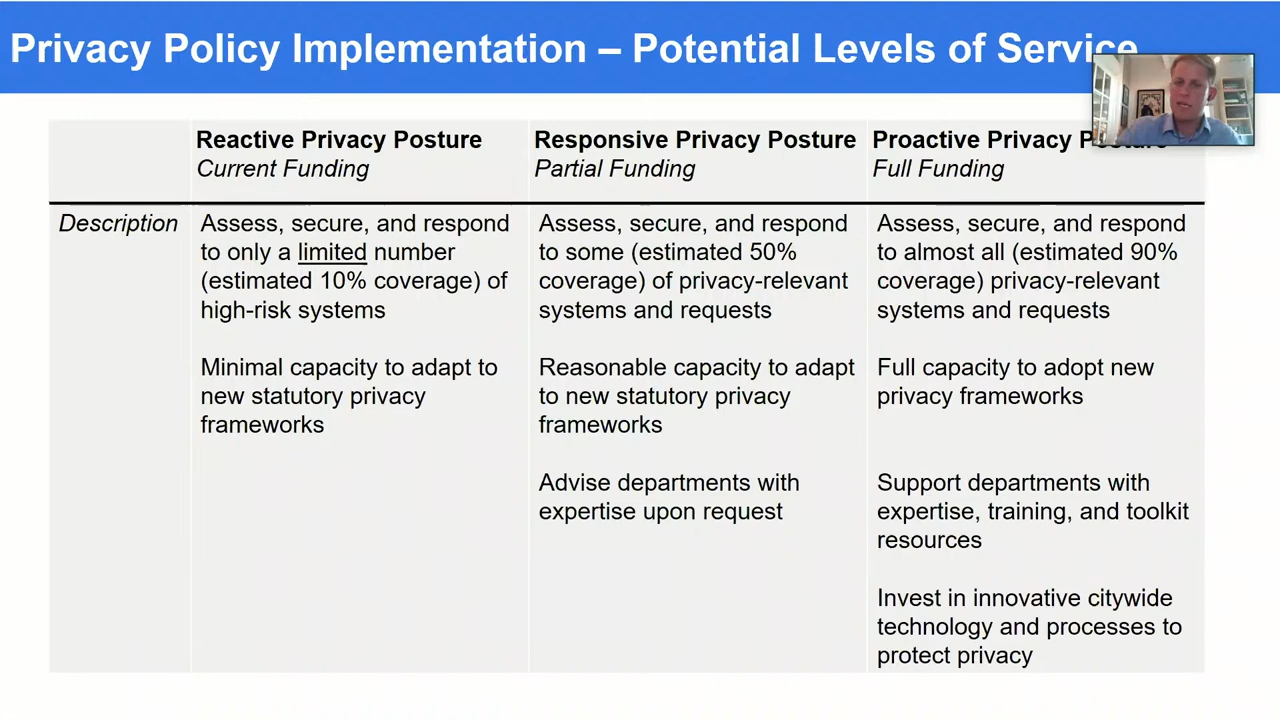 Privacy Policy Implementation – Potential Levels of Service
Reactive Privacy Posture
Current Funding
Responsive Privacy Posture
Partial Funding
Proactive Privacy Posture
Full Funding
Description
Assess, secure, and respond
to only a limited number
(estimated 10% coverage) of
high-risk systems
Minimal capacity to adapt to
new statutory privacy
frameworks
Assess, secure, and respond
to some (estimated 50%
coverage) of privacy-relevant
systems and requests
Reasonable capacity to adapt
to new statutory privacy
frameworks
Advise departments with
expertise upon request
Assess, secure, and respond
to almost all (estimated 90%
coverage) privacy-relevant
systems and requests
Full capacity to adopt new
privacy frameworks
Support departments with
expertise, training, and toolkit
resources
Invest in innovative citywide
technology and processes to
protect privacy